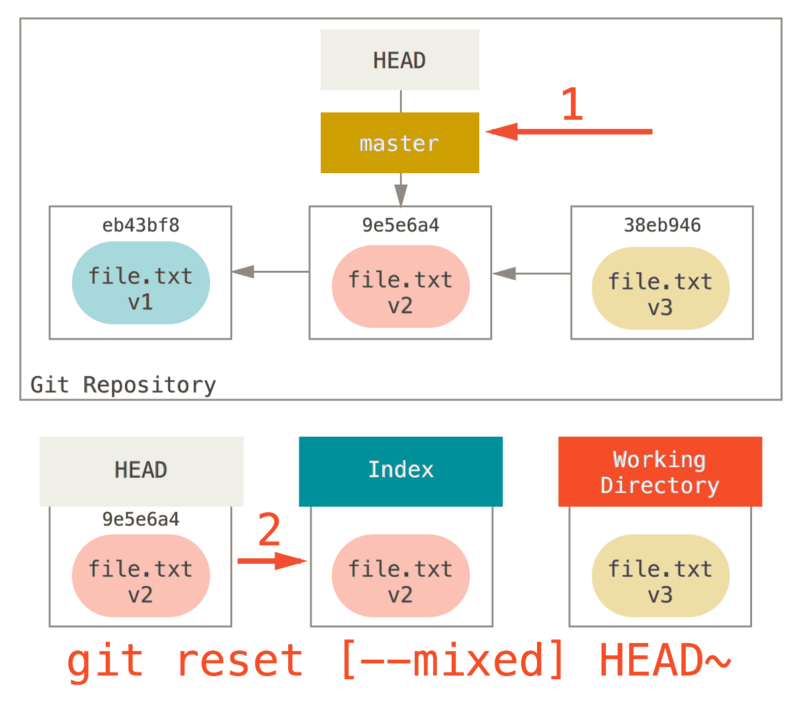 HEAD
1
master
eb43bf8
9e5e6a4
38eb946
file.txt
v1
file.txt
v2
file.txt
v3
Git Repository
HEAD
Index
Working
Directory
9e5e6a4
2
file.txt
v2
file.txt
v2
file.txt
v3
git reset [--mixed] HEAD~